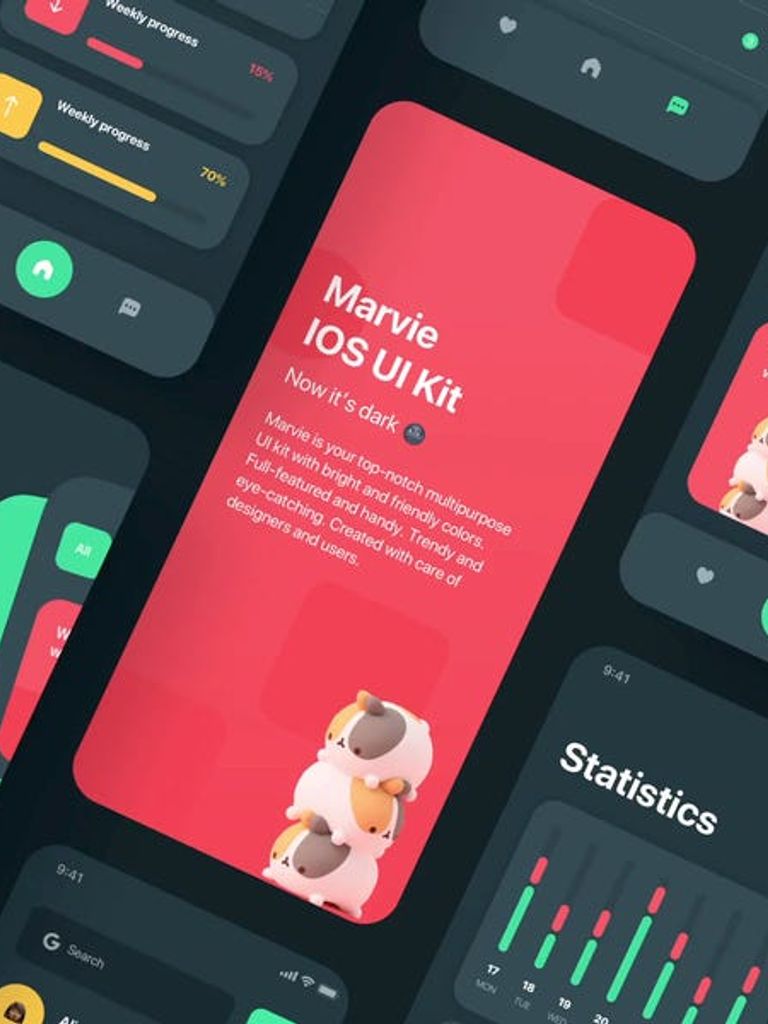 Weekly progress
15%
Weekly progress
70%
Marvie
IOS UI Kit
Now it's dark
Marvie is your top-notch multipurpose
UI kit with bright and friendly colors.
Full-featured and handy. Trendy and
eye-catching. Created with care of
designers and users.
All
9:41
Statistics
17
18
19
20
MON
TUE
WED
9:41
G Search